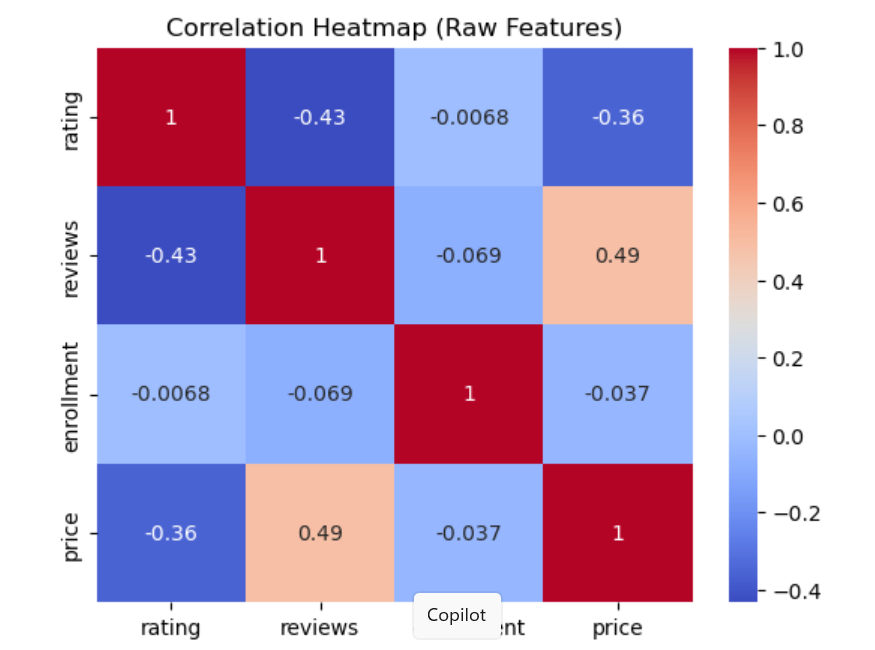 Correlation Heatmap (Raw Features)
rating 1 -0.43 -0.0068 -0.36
reviews -0.43 1 -0.069 0.49
enrollment -0.0068 -0.069 1 -0.037
price -0.36 0.49 -0.037 1
rating reviews price
Copilot
1.0
0.8
0.6
0.4
0.2
0.0
−0.2
−0.4